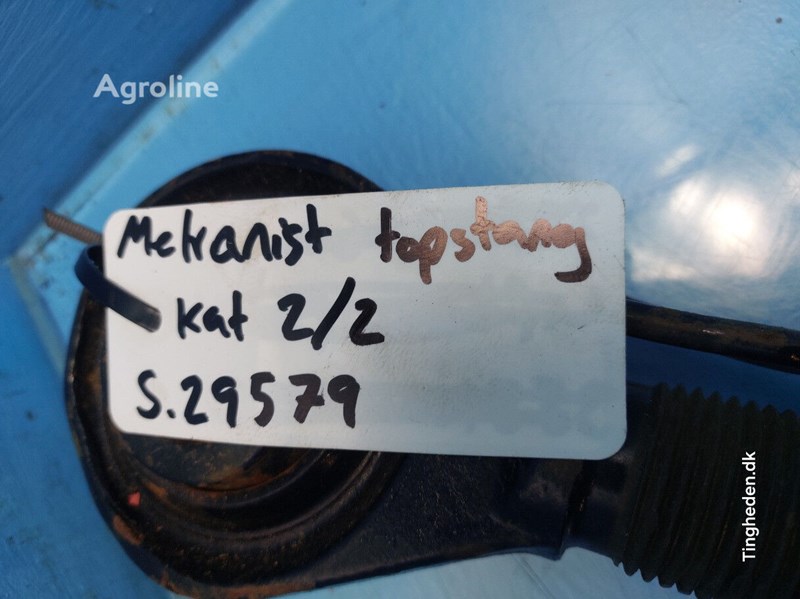 Agroline
Mekanist topstang
kat 2/2
S.29579
Tingheden.dk